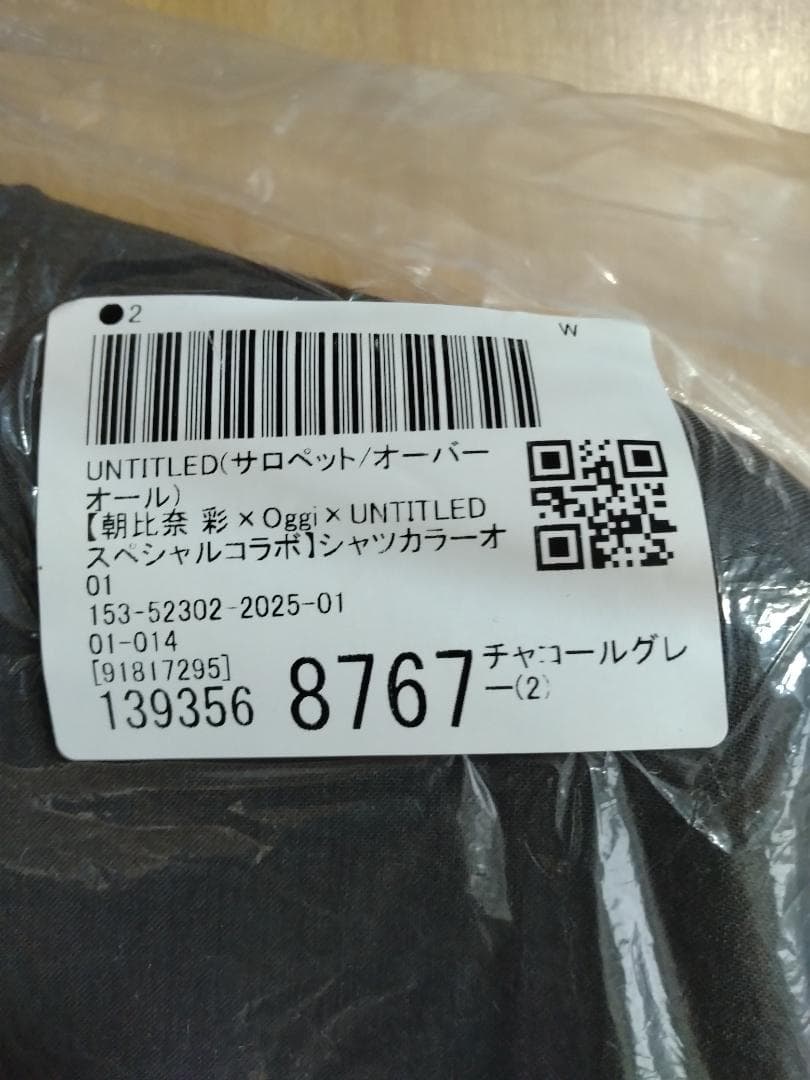 ●2
W
UNTITLED(サロペット/オーバー
オール)
【朝比奈 彩×Oggi×UNTITLED
スペシャルコラボ】シャツカラーオ
01
153-52302-2025-01
01-014
[91817295]
139356 8767 チャコールグレ
ー(2)